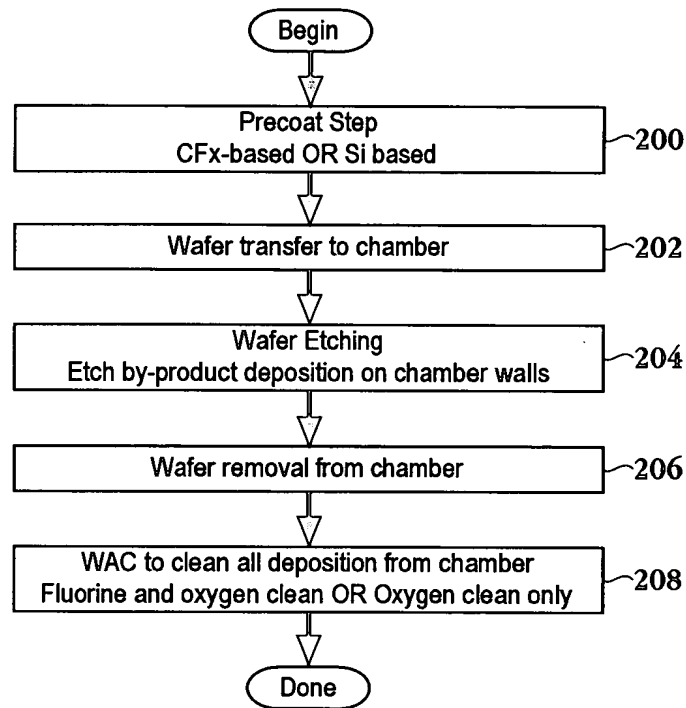 Begin
Precoat Step
CFx-based OR Si based
200
Wafer transfer to chamber
202
Wafer Etching
Etch by-product deposition on chamber walls
204
Wafer removal from chamber
206
WAC to clean all deposition from chamber
Fluorine and oxygen clean OR Oxygen clean only
208
Done